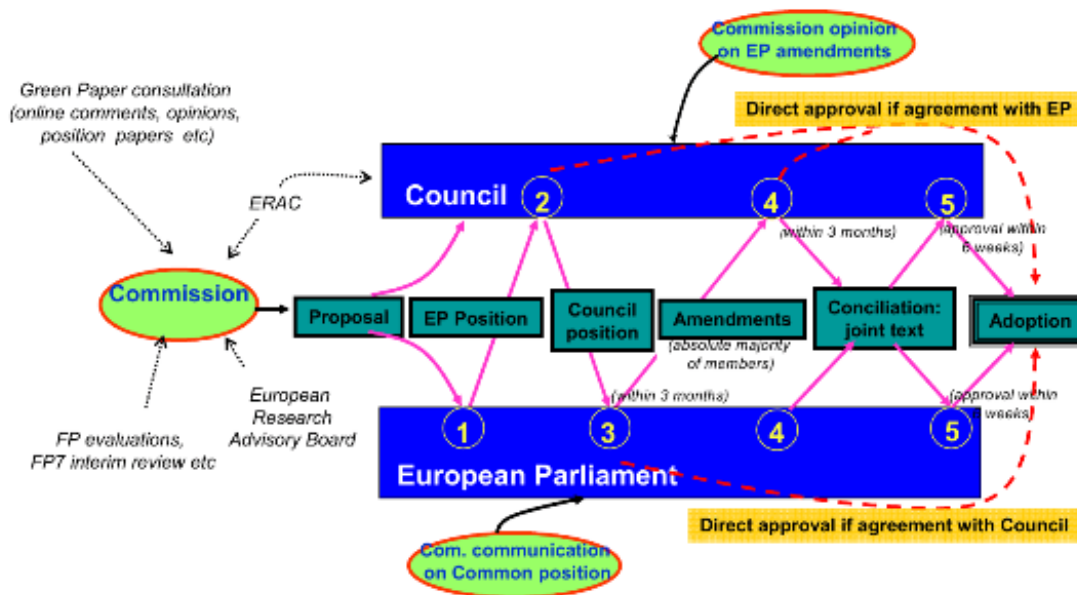 Commission opinion
on EP amendments
Green Paper consultation
(online comments, opinions,
position papers etc)
Direct approval if agreement with EP
ERAC
Council
2
4
5
(within 3 months)
(approval within
6 weeks)
Commission
Proposal
EP Position
Council
position
Amendments
(absolute majority
of members)
Conciliation:
joint text
Adoption
European
Research
Advisory Board
FP evaluations,
FP7 interim review etc
(within 3 months)
(approval within
weeks)
1
3
4
5
European Parliament
Direct approval if agreement with Council
Com. communication
on Common position